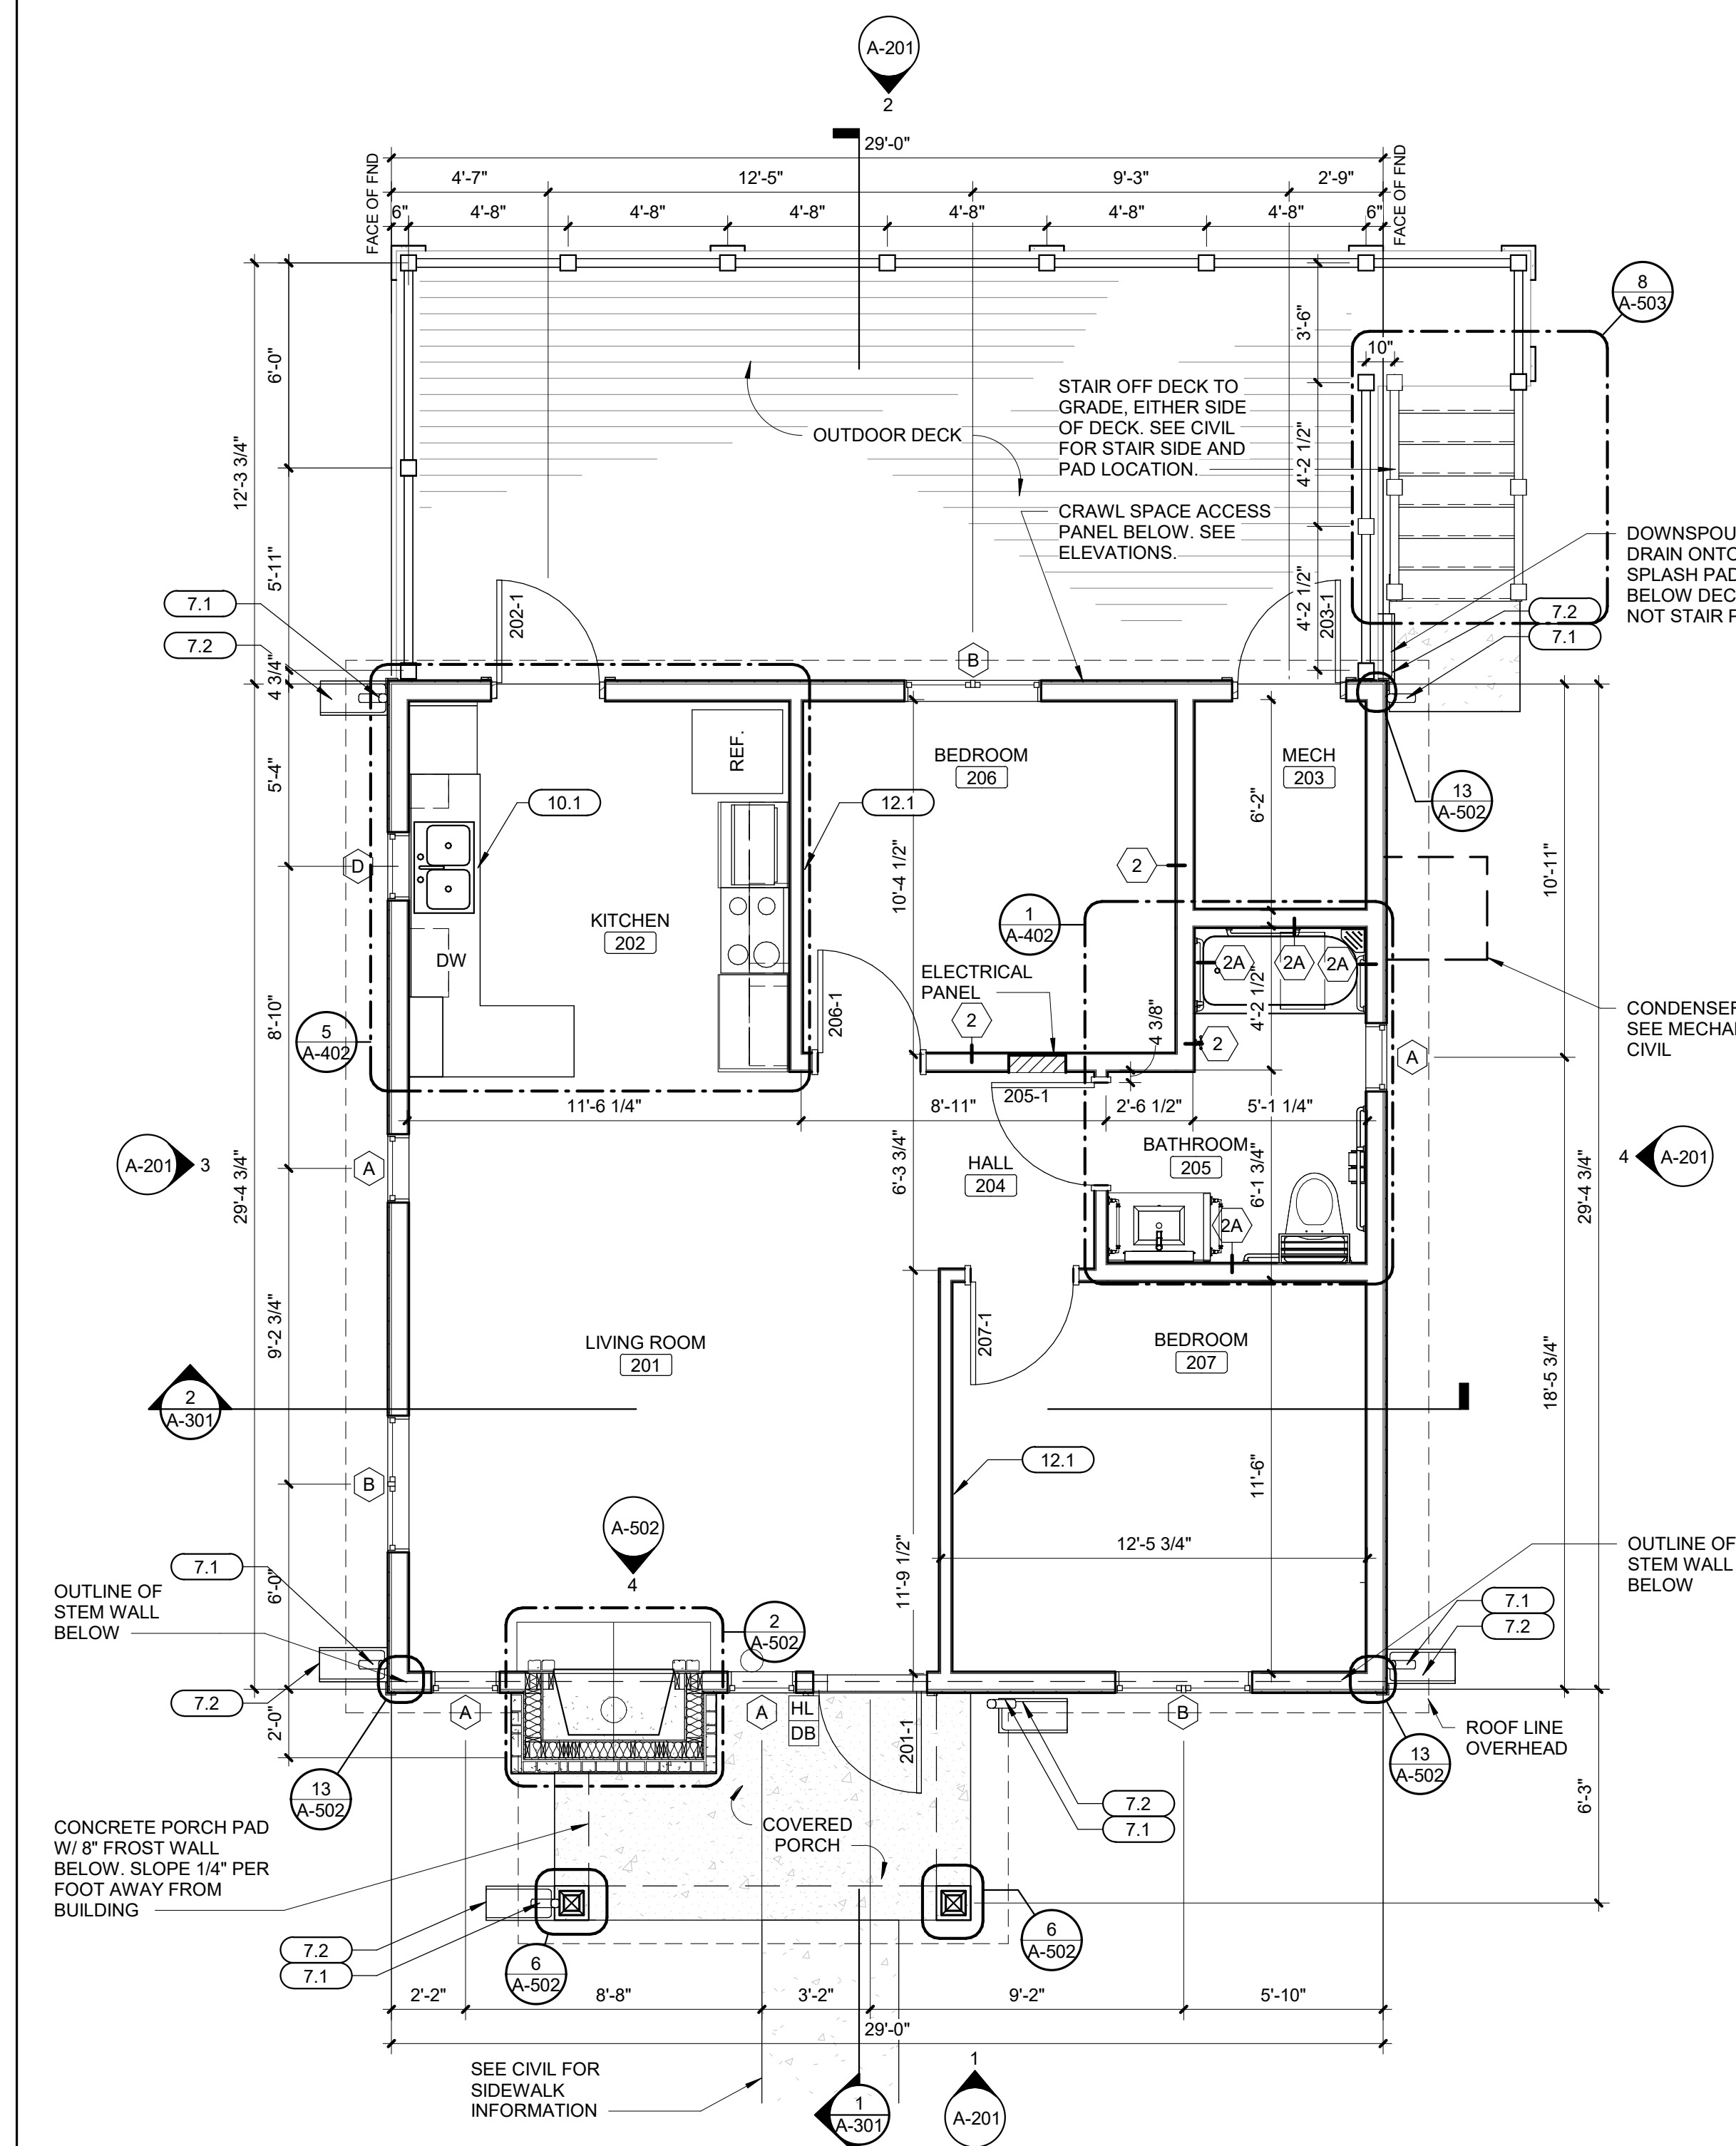 A-201
2
29'-0"
FACE OF FND
FACE OF FND
4'-7"
12'-5"
9'-3"
2'-9"
6"
4'-8"
4'-8"
4'-8"
4'-8"
4'-8"
4'-8"
6"
8
A-503
3'-6"
10"
6'-0"
12'-3 3/4"
STAIR OFF DECK TO
GRADE, EITHER SIDE
OF DECK. SEE CIVIL
FOR STAIR SIDE AND
PAD LOCATION.
OUTDOOR DECK
4'-2 1/2"
CRAWL SPACE ACCESS
PANEL BELOW. SEE
ELEVATIONS.
DOWNSPOU
DRAIN ONTO
SPLASH PAD
BELOW DEC
NOT STAIR P
5'-11"
7.1
7.2
202-1
4'-2 1/2"
203-1
7.2
7.1
4 3/4"
B
5'-4"
REF.
BEDROOM
206
MECH
203
10.1
12.1
6'-2"
13
A-502
D
2
10'-4 1/2"
10'-11"
KITCHEN
202
1
A-402
DW
ELECTRICAL
PANEL
2A
2A
2A
4'-2 1/2"
8'-10"
5
A-402
206-1
2
4 3/8"
2
CONDENSER
SEE MECHA
CIVIL
A
205-1
11'-6 1/4"
8'-11"
2'-6 1/2"
5'-1 1/4"
A-201
3
A
29'-4 3/4"
6'-3 3/4"
HALL
204
BATHROOM
205
6'-1 3/4"
2A
29'-4 3/4"
4
A-201
9'-2 3/4"
LIVING ROOM
201
207-1
BEDROOM
207
2
A-301
18'-5 3/4"
B
12.1
11'-6"
A-502
4
12'-5 3/4"
11'-9 1/2"
6'-0"
7.1
OUTLINE OF
STEM WALL
BELOW
OUTLINE OF
STEM WALL
BELOW
2
A-502
7.1
7.2
7.2
2'-0"
A
A
HL
DB
201-1
B
ROOF LINE
OVERHEAD
13
A-502
13
A-502
6'-3"
CONCRETE PORCH PAD
W/ 8" FROST WALL
BELOW. SLOPE 1/4" PER
FOOT AWAY FROM
BUILDING
COVERED
PORCH
7.2
7.1
7.2
7.1
6
A-502
6
A-502
2'-2"
8'-8"
3'-2"
9'-2"
5'-10"
29'-0"
SEE CIVIL FOR
SIDEWALK
INFORMATION
1
A-301
1
A-201